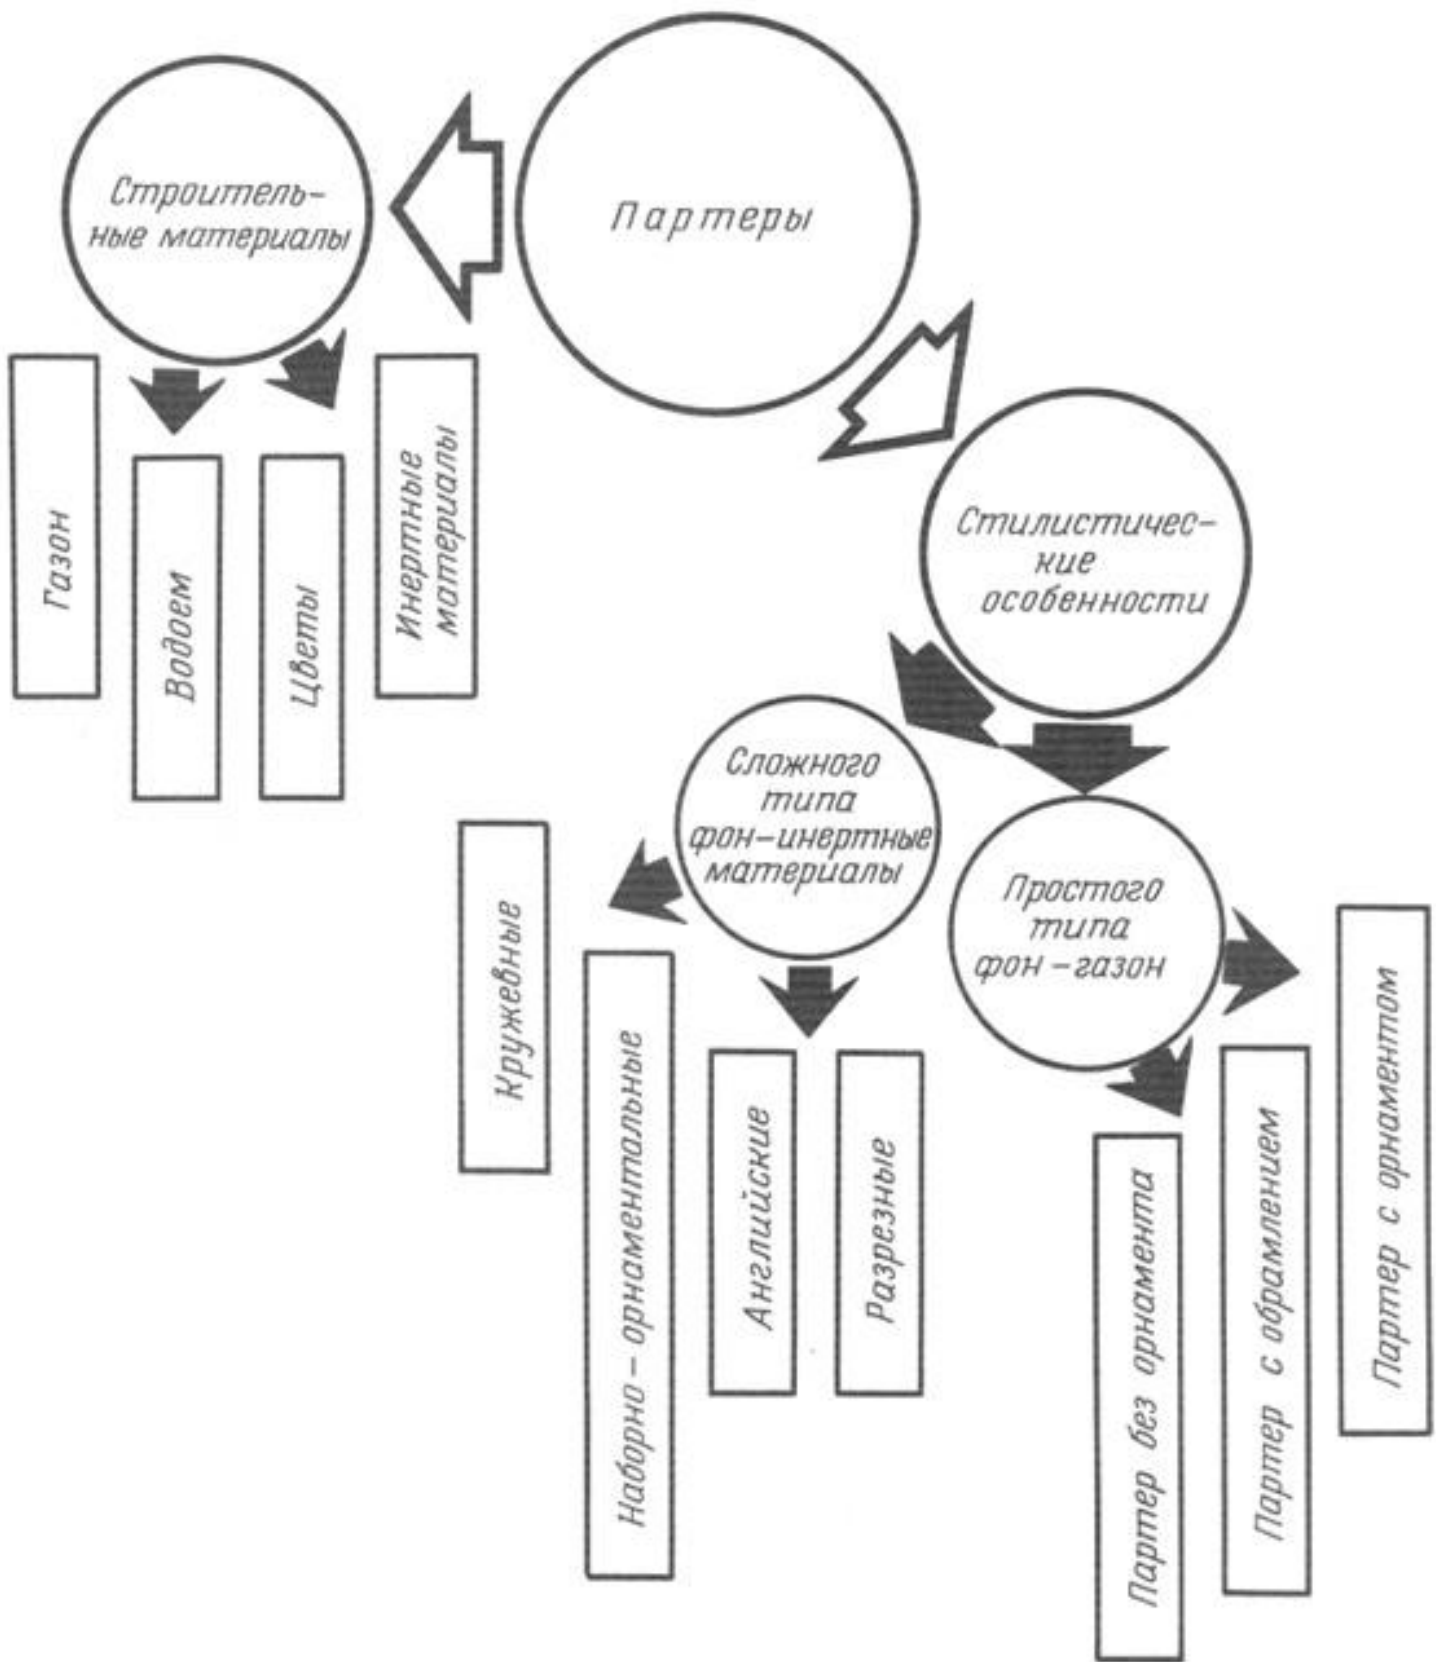 Партеры
Строитель-
ные материалы
Газон
Водоем
Цветы
Инертные
материалы
Стилистичес-
кие
особенности
Сложного
типа
фон-инертные
материалы
Кружевные
Наборно-орнаментальные
Английские
Разрезные
Простого
типа
фон-газон
Партер без орнамента
Партер с обрамлением
Партер с орнаментом